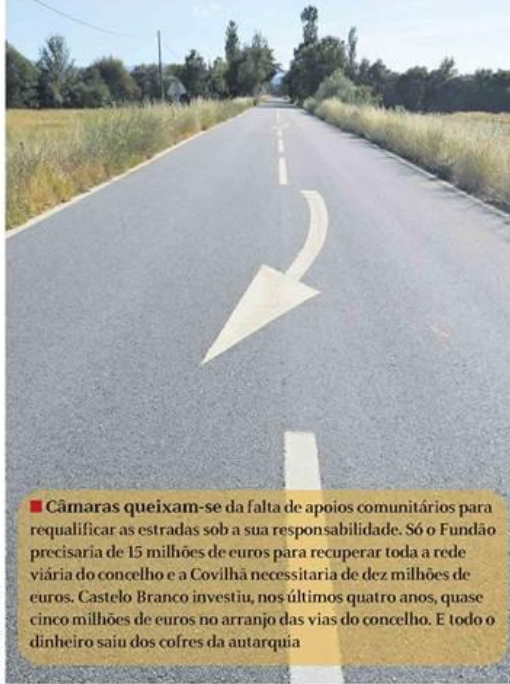 Câmaras queixam-se da falta de apoios comunitários para
requalificar as estradas sob a sua responsabilidade. Só o Fundão
precisaria de 15 milhões de euros para recuperar toda a rede
viária do concelho e a Covilhã necessitaria de dez milhões de
euros. Castelo Branco investiu, nos últimos quatro anos, quase
cinco milhões de euros no arranjo das vias do concelho. E todo o
dinheiro saiu dos cofres da autarquia